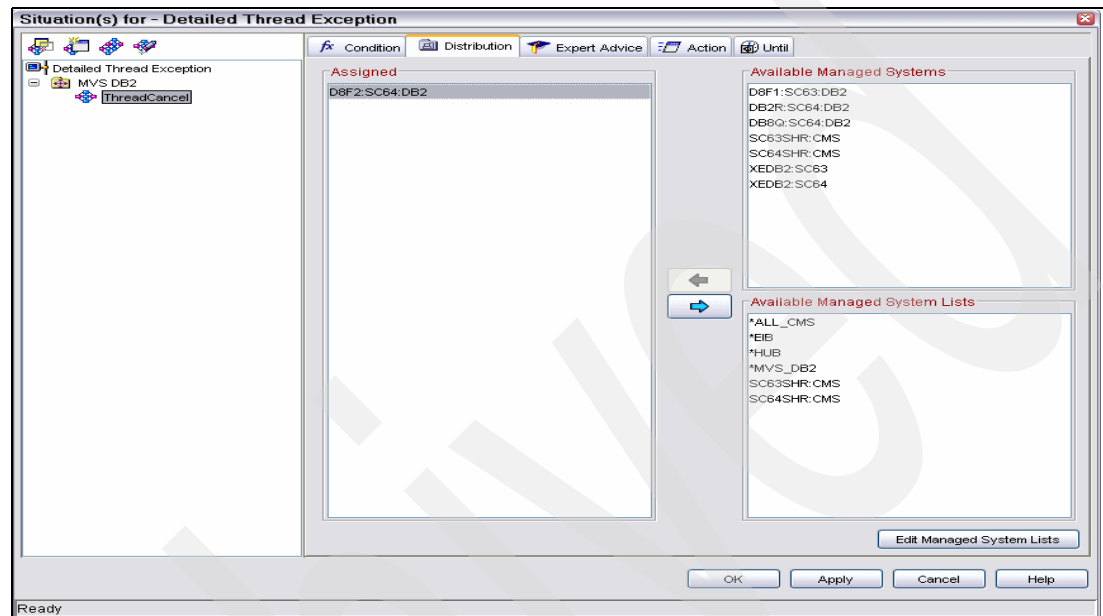 Situation(s) for - Detailed Thread Exception
Condition
Distribution
Expert Advice
Action
Until
Detailed Thread Exception
MVS DB2
ThreadCancel
Assigned
D8F2:SC64:DB2
Available Managed Systems
D8F1:SC63:DB2
DB2R:SC64:DB2
DB8Q:SC64:DB2
SC63SHR:CMS
SC64SHR:CMS
XEDB2:SC63
XEDB2:SC64
Available Managed System Lists
*ALL_CMS
*EIB
*HUB
*MVS_DB2
SC63SHR:CMS
SC64SHR:CMS
Edit Managed System Lists
OK
Apply
Cancel
Help
Ready